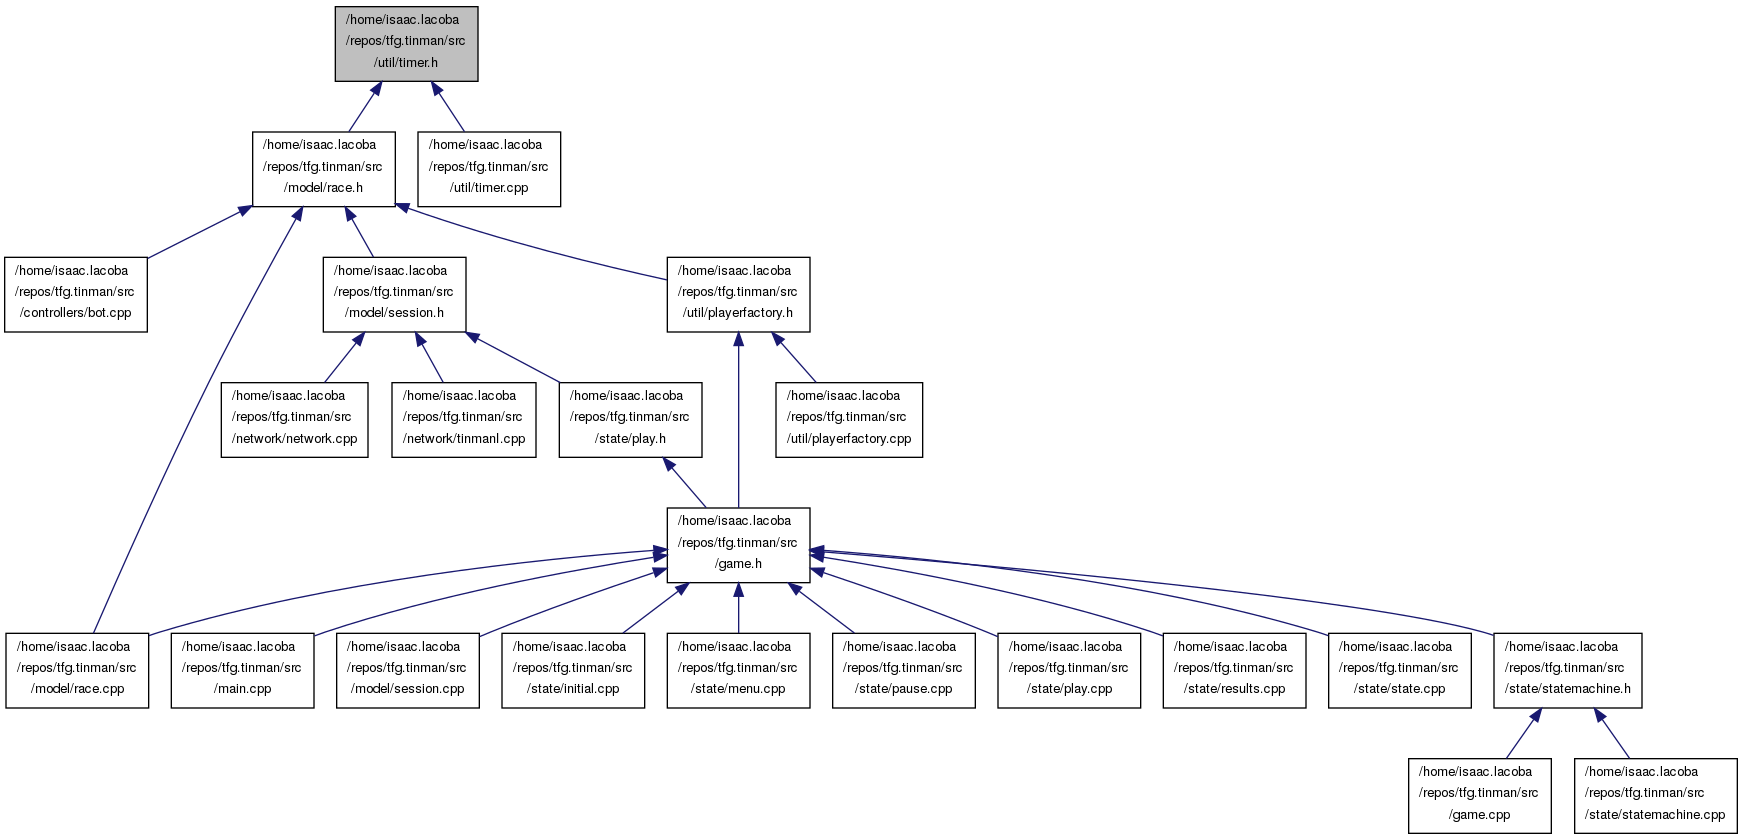 /home/isaac.lacoba
/repos/tfg.tinman/src
/util/timer.h
/home/isaac.lacoba
/repos/tfg.tinman/src
/model/race.h
/home/isaac.lacoba
/repos/tfg.tinman/src
/util/timer.cpp
/home/isaac.lacoba
/repos/tfg.tinman/src
/controllers/bot.cpp
/home/isaac.lacoba
/repos/tfg.tinman/src
/model/session.h
/home/isaac.lacoba
/repos/tfg.tinman/src
/util/playerfactory.h
/home/isaac.lacoba
/repos/tfg.tinman/src
/network/network.cpp
/home/isaac.lacoba
/repos/tfg.tinman/src
/network/tinmanI.cpp
/home/isaac.lacoba
/repos/tfg.tinman/src
/state/play.h
/home/isaac.lacoba
/repos/tfg.tinman/src
/util/playerfactory.cpp
/home/isaac.lacoba
/repos/tfg.tinman/src
/game.h
/home/isaac.lacoba
/repos/tfg.tinman/src
/model/race.cpp
/home/isaac.lacoba
/repos/tfg.tinman/src
/main.cpp
/home/isaac.lacoba
/repos/tfg.tinman/src
/model/session.cpp
/home/isaac.lacoba
/repos/tfg.tinman/src
/state/initial.cpp
/home/isaac.lacoba
/repos/tfg.tinman/src
/state/menu.cpp
/home/isaac.lacoba
/repos/tfg.tinman/src
/state/pause.cpp
/home/isaac.lacoba
/repos/tfg.tinman/src
/state/play.cpp
/home/isaac.lacoba
/repos/tfg.tinman/src
/state/results.cpp
/home/isaac.lacoba
/repos/tfg.tinman/src
/state/state.cpp
/home/isaac.lacoba
/repos/tfg.tinman/src
/state/statemachine.h
/home/isaac.lacoba
/repos/tfg.tinman/src
/game.cpp
/home/isaac.lacoba
/repos/tfg.tinman/src
/state/statemachine.cpp